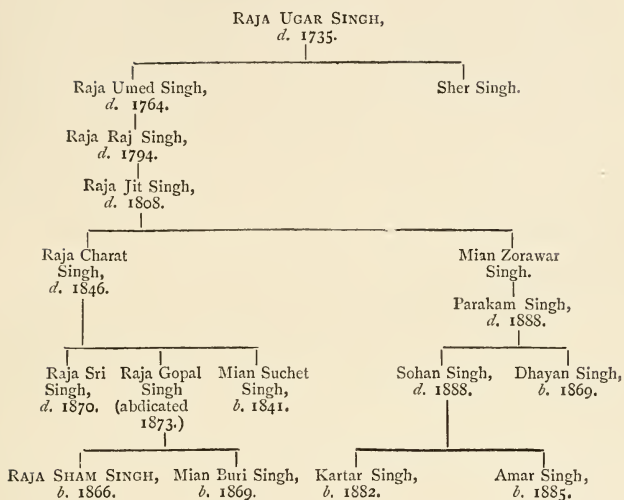 RAJA UGAR SINGH,
d. 1735.
Raja Umed Singh,
d. 1764.
Sher Singh.
Raja Raj Singh,
d. 1794.
Raja Jit Singh,
d. 1808.
Raja Charat
Singh,
d. 1846.
Mian Zorawar
Singh.
Parakam Singh,
d. 1888.
Raja Sri
Singh,
d. 1870.
Raja Gopal
Singh
(abdicated
1873.)
Mian Suchet
Singh,
b. 1841.
Sohan Singh,
d. 1888.
Dhayan Singh,
b. 1869.
RAJA SHAM SINGH,
b. 1866.
Mian Buri Singh,
b. 1869.
Kartar Singh,
b. 1882.
Amar Singh,
b. 1885.